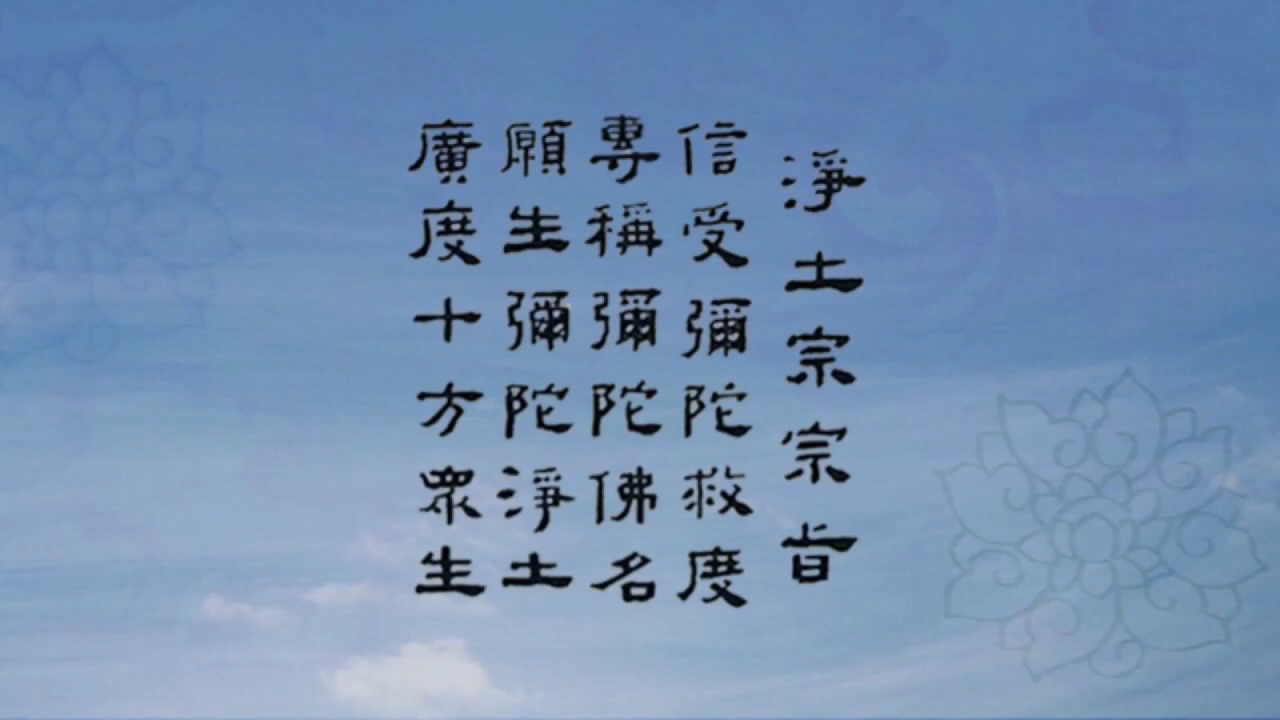 淨土宗宗旨
信受彌陀救度
專稱彌陀佛名
願生彌陀淨土
廣度十方眾生